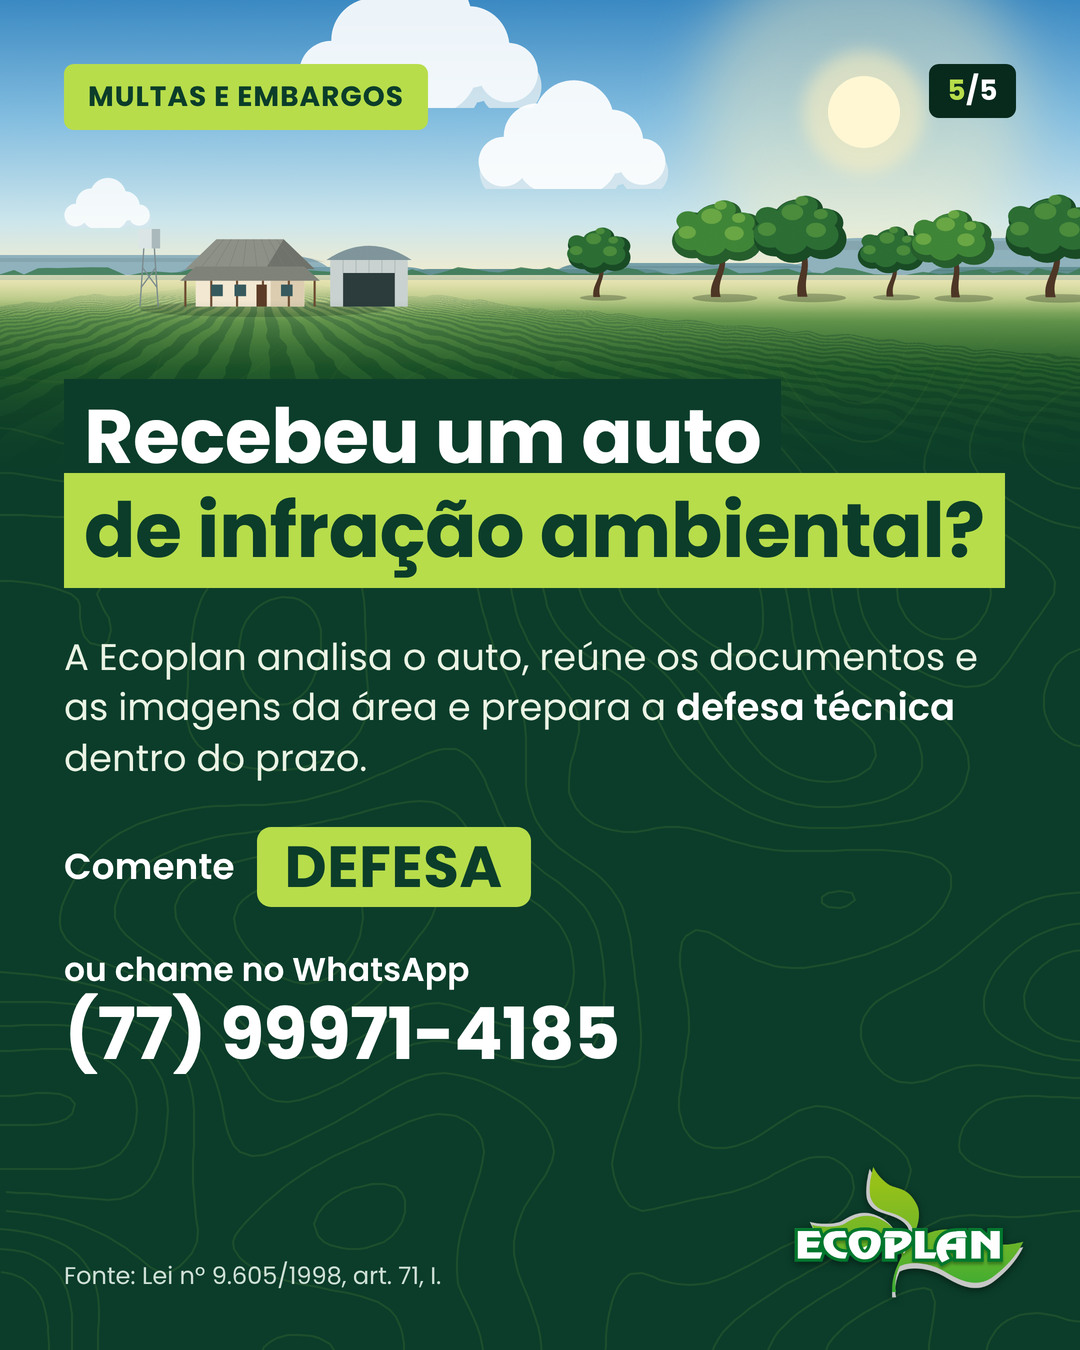 MULTAS E EMBARGOS
5/5
Recebeu um auto
de infração ambiental?
A Ecoplan analisa o auto, reúne os documentos e
as imagens da área e prepara a defesa técnica
dentro do prazo.
Comente DEFESA
ou chame no WhatsApp
(77) 99971-4185
ECOPLAN
Fonte: Lei nº 9.605/1998, art. 71, I.